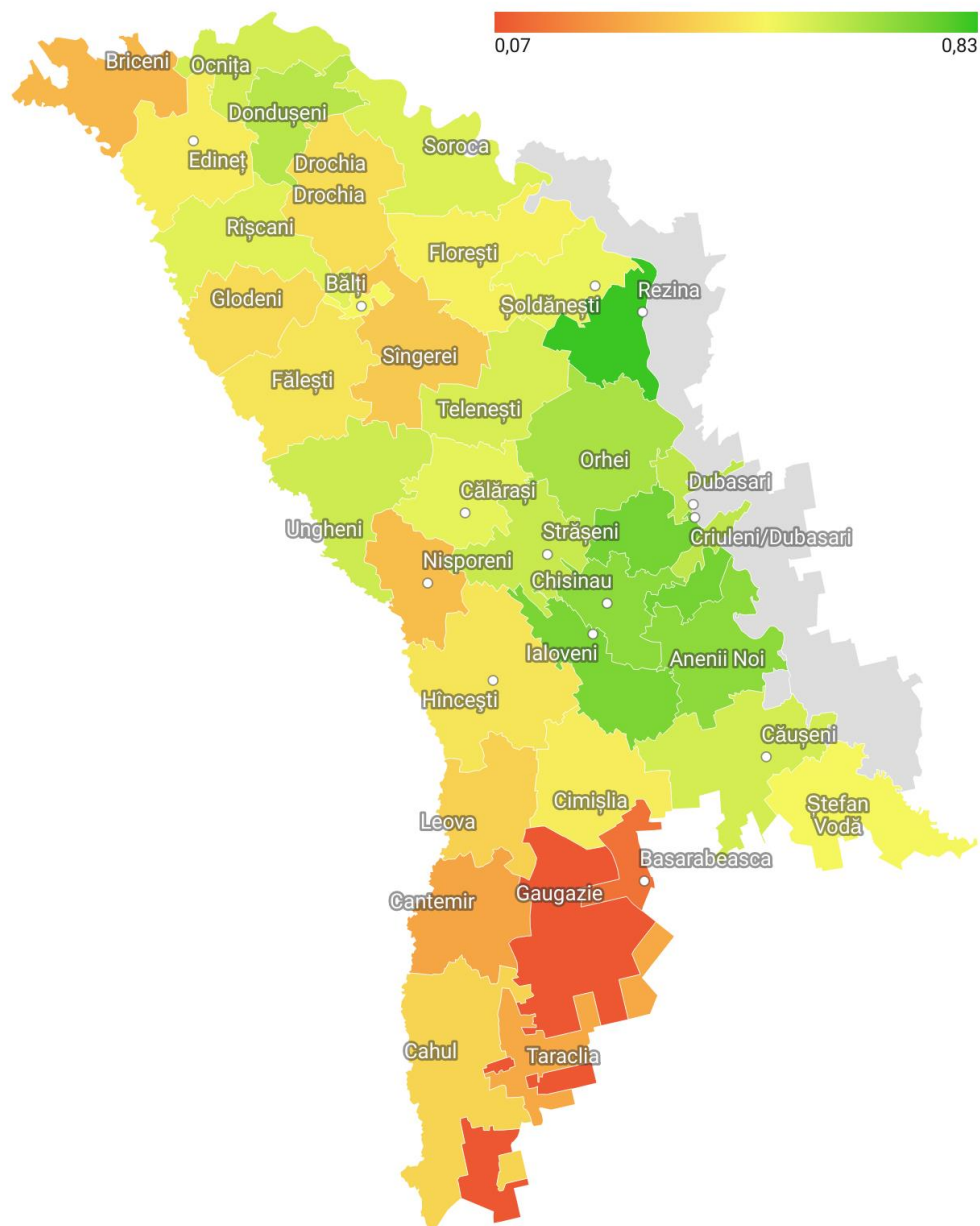 0,07
0,83
Briceni
Ocnița
Dondușeni
Soroca
Edineț
Drochia
Drochia
Rîșcani
Florești
Bălți
Glodeni
Șoldănești
Rezina
Sîngerei
Fălești
Telenești
Orhei
Dubasari
Călărași
Ungheni
Strășeni
Criuleni/Dubasari
Nisporeni
Chisinau
Ialoveni
Anenii Noi
Hînceşti
Căușeni
Cimișlia
Ștefan
Vodă
Leova
Basarabeasca
Gaugazie
Cantemir
Cahul
Taraclia